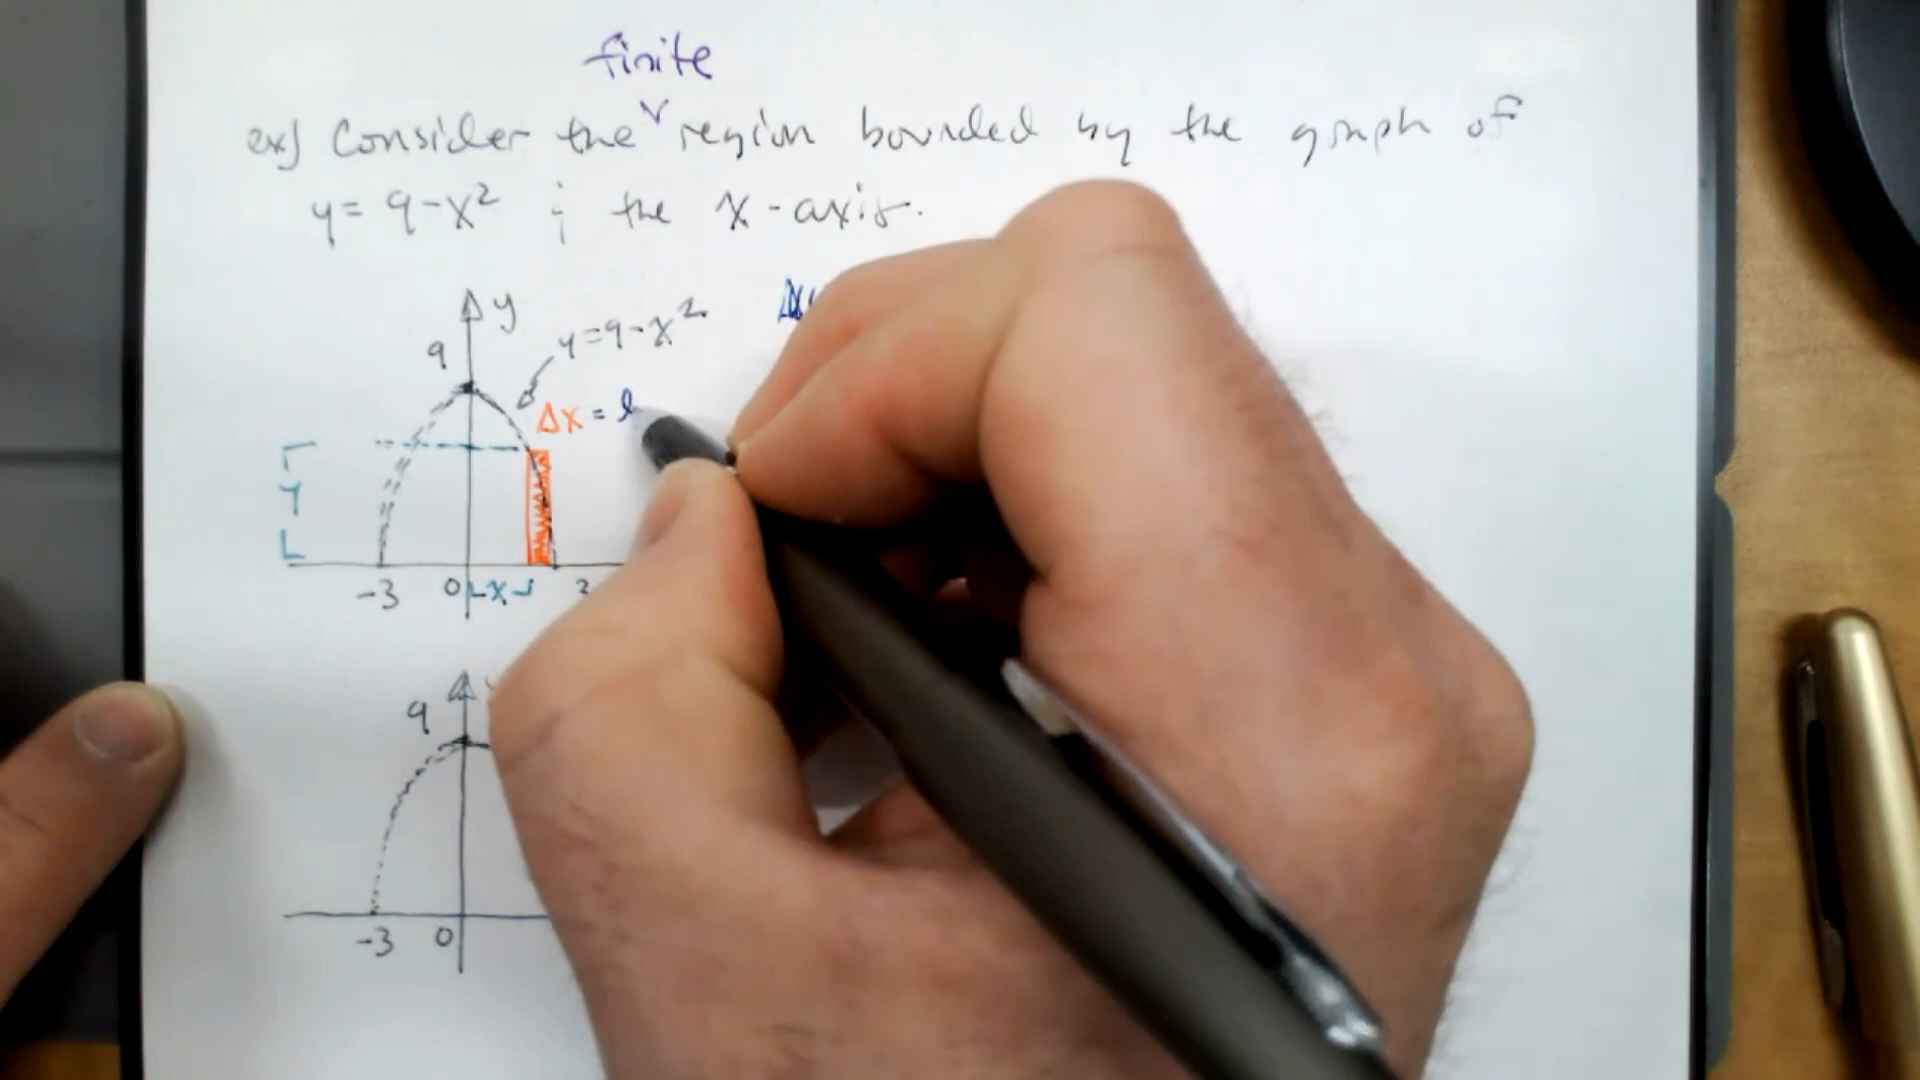 finite
ex) Consider the ˅ region bounded by the graph of
y = 9-x² & the x-axis.
y
9
y=9-x²
Δx = l
y
-3 0 x
9
-3 0